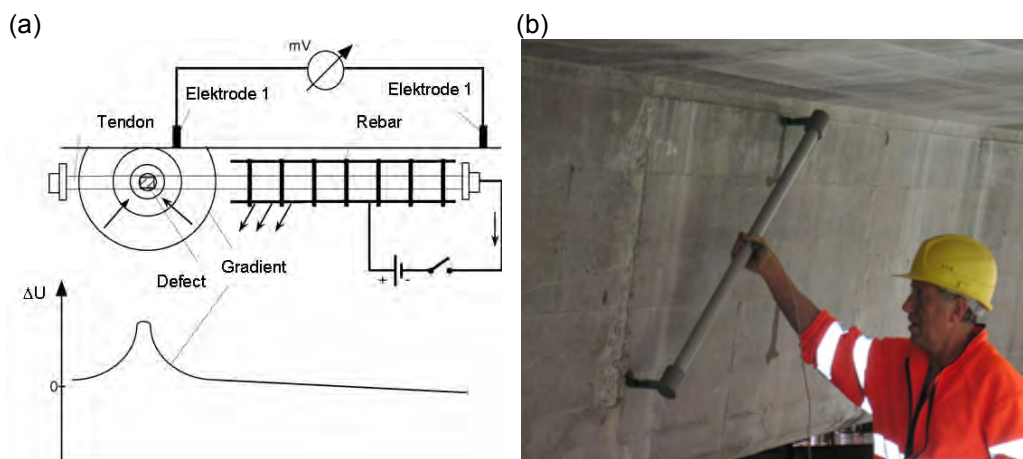 (a)
(b)
mV
Elektrode 1
Elektrode 1
Tendon
Rebar
+ -
Defect
Gradient
ΔU
0